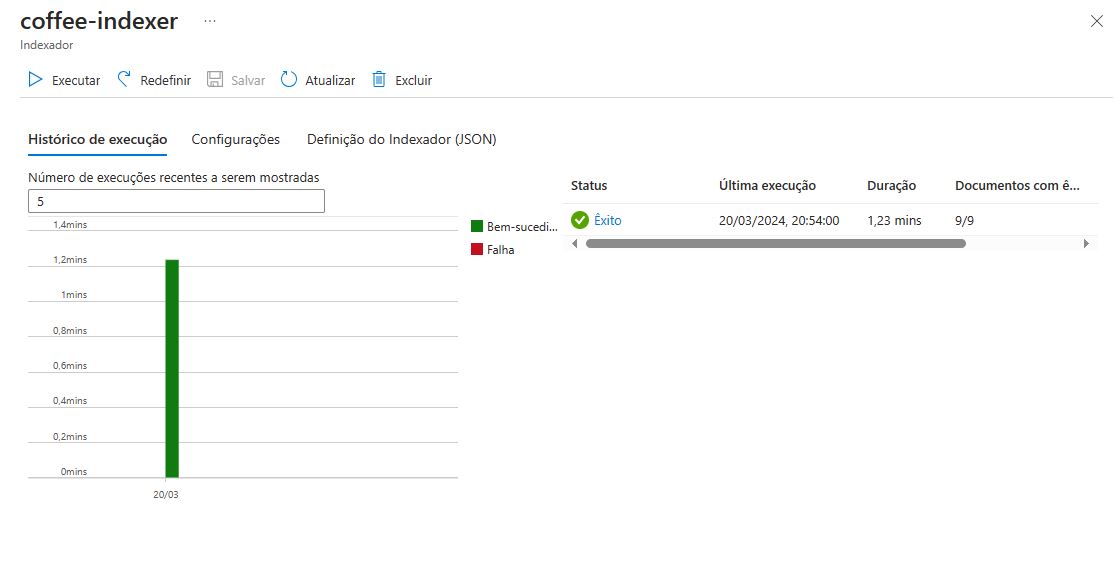 coffee-indexer ...
Indexador
Executar Redefinir Salvar Atualizar Excluir
Histórico de execução Configurações Definição do Indexador (JSON)
Número de execuções recentes a serem mostradas
5
1,4mins
1,2mins
1mins
0,8mins
0,6mins
0,4mins
0,2mins
0mins
20/03
Bem-sucedi...
Falha
Status Última execução Duração Documentos com ê...
Êxito 20/03/2024, 20:54:00 1,23 mins 9/9